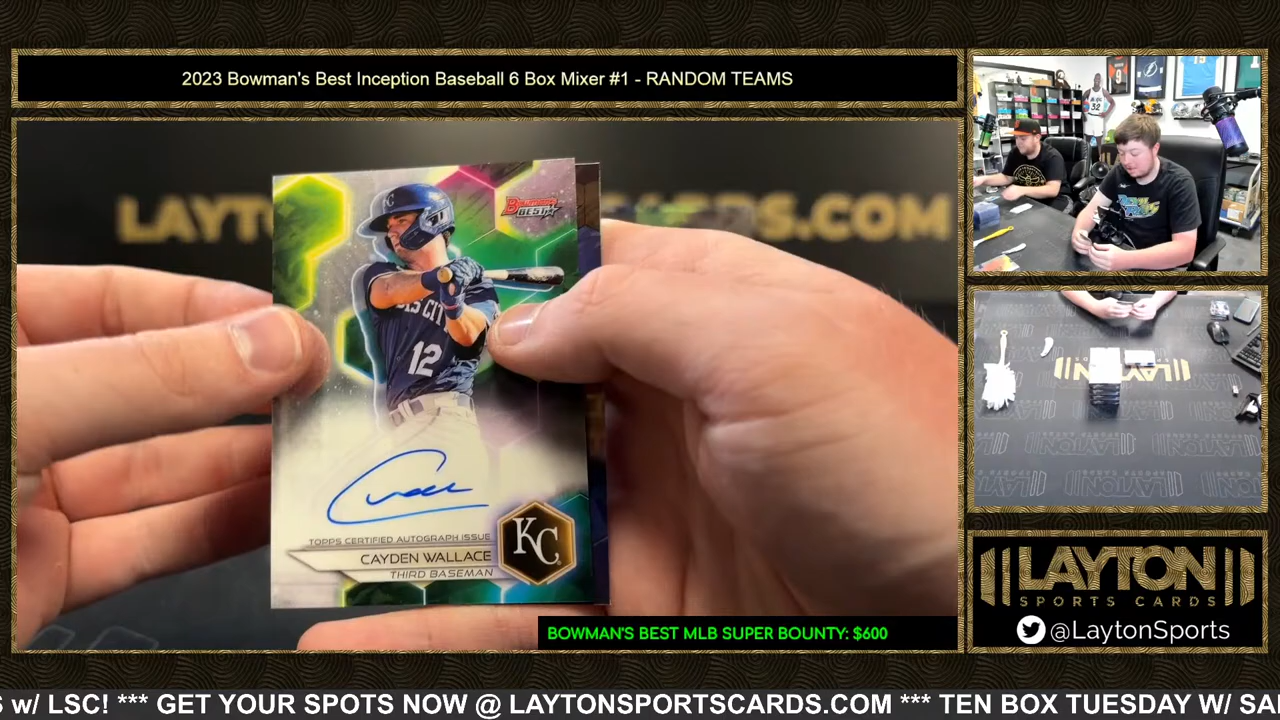 2023 Bowman's Best Inception Baseball 6 Box Mixer #1 - RANDOM TEAMS
KC
Bowman's
BEST
12
TOPPS CERTIFIED AUTOGRAPH ISSUE
CAYDEN WALLACE
THIRD BASEMAN
KC
BOWMAN'S BEST MLB SUPER BOUNTY: $600
LAYTON
SPORTS CARDS
@LaytonSports
S w/ LSC! *** GET YOUR SPOTS NOW @ LAYTONSPORTSCARDS.COM *** TEN BOX TUESDAY W/ SA